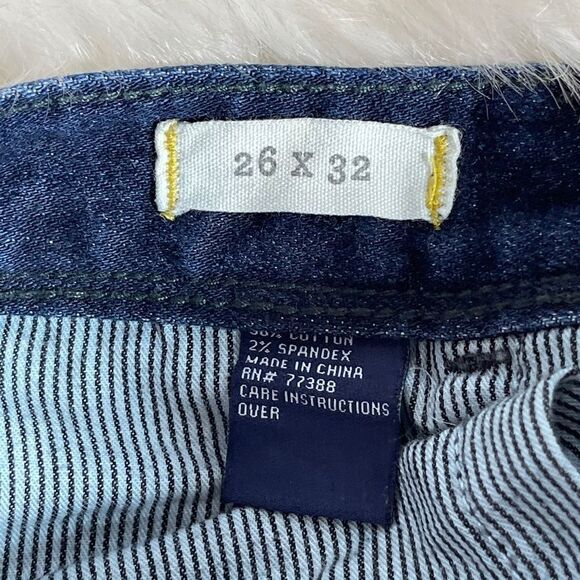 26 X 32
COTTON
2% SPANDEX
MADE IN CHINA
RN# 77388
CARE INSTRUCTIONS
OVER